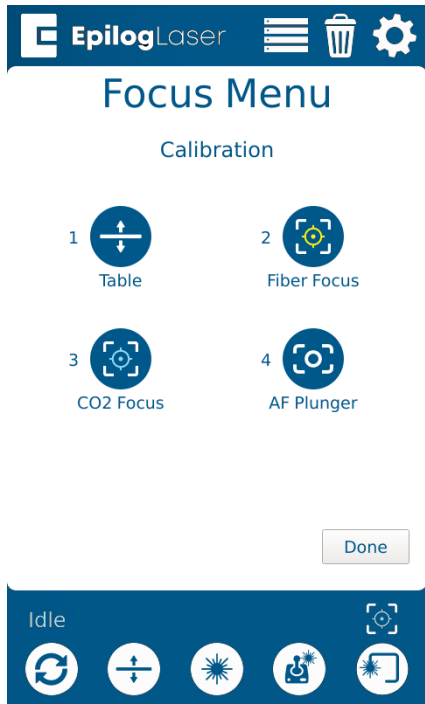 EpilogLaser
Focus Menu
Calibration
1
Table
2
Fiber Focus
3
CO2 Focus
4
AF Plunger
Done
Idle